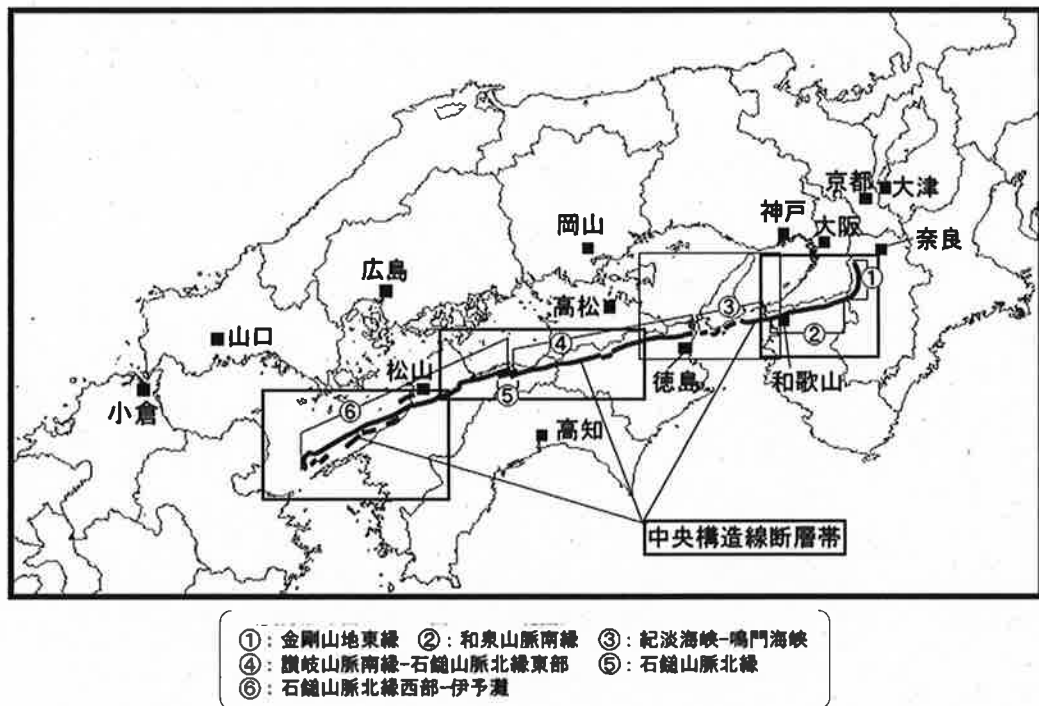 京都
大津
神戸
大阪
奈良
岡山
広島
高松
①
③
④
②
山口
松山
徳島
和歌山
⑤
小倉
⑥
高知
中央構造線断層帯
①：金剛山地東縁 ②：和泉山脈南縁 ③：紀淡海峡-鳴門海峡
④：讃岐山脈南縁-石鎚山脈北縁東部 ⑤：石鎚山脈北縁
⑥：石鎚山脈北縁西部-伊予灘